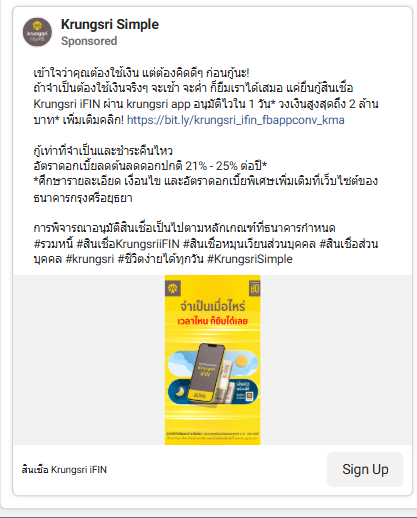 Krungsri Simple
Sponsored
เข้าใจว่าคุณต้องใช้เงิน แต่ต้องคิดดีๆ ก่อนกู้นะ!
ถ้าจำเป็นต้องใช้เงินจริงๆ จะเช้า จะค่ำ ก็ยืมเราได้เสมอ แค่ยื่นกู้สินเชื่อ
Krungsri iFIN ผ่าน krungsri app อนุมัติไวใน 1 วัน* วงเงินสูงสุดถึง 2 ล้าน
บาท* เพิ่มเติมคลิก! https://bit.ly/krungsri_ifin_fbappconv_kma
กู้เท่าที่จำเป็นและชำระคืนไหว
อัตราดอกเบี้ยลดต้นลดดอกปกติ 21% - 25% ต่อปี*
*ศึกษารายละเอียด เงื่อนไข และอัตราดอกเบี้ยพิเศษเพิ่มเติมที่เว็บไซต์ของ
ธนาคารกรุงศรีอยุธยา
การพิจารณาอนุมัติสินเชื่อเป็นไปตามหลักเกณฑ์ที่ธนาคารกำหนด
#รวมหนี้ #สินเชื่อKrungsriiFIN #สินเชื่อหมุนเวียนส่วนบุคคล #สินเชื่อส่วน
บุคคล #krungsri #ชีวิตง่ายได้ทุกวัน #KrungsriSimple
จำเป็นเมื่อไหร่
เวลาไหน ก็ยืมได้เลย
krungsri
iFIN
สินเชื่อ Krungsri iFIN
Sign Up